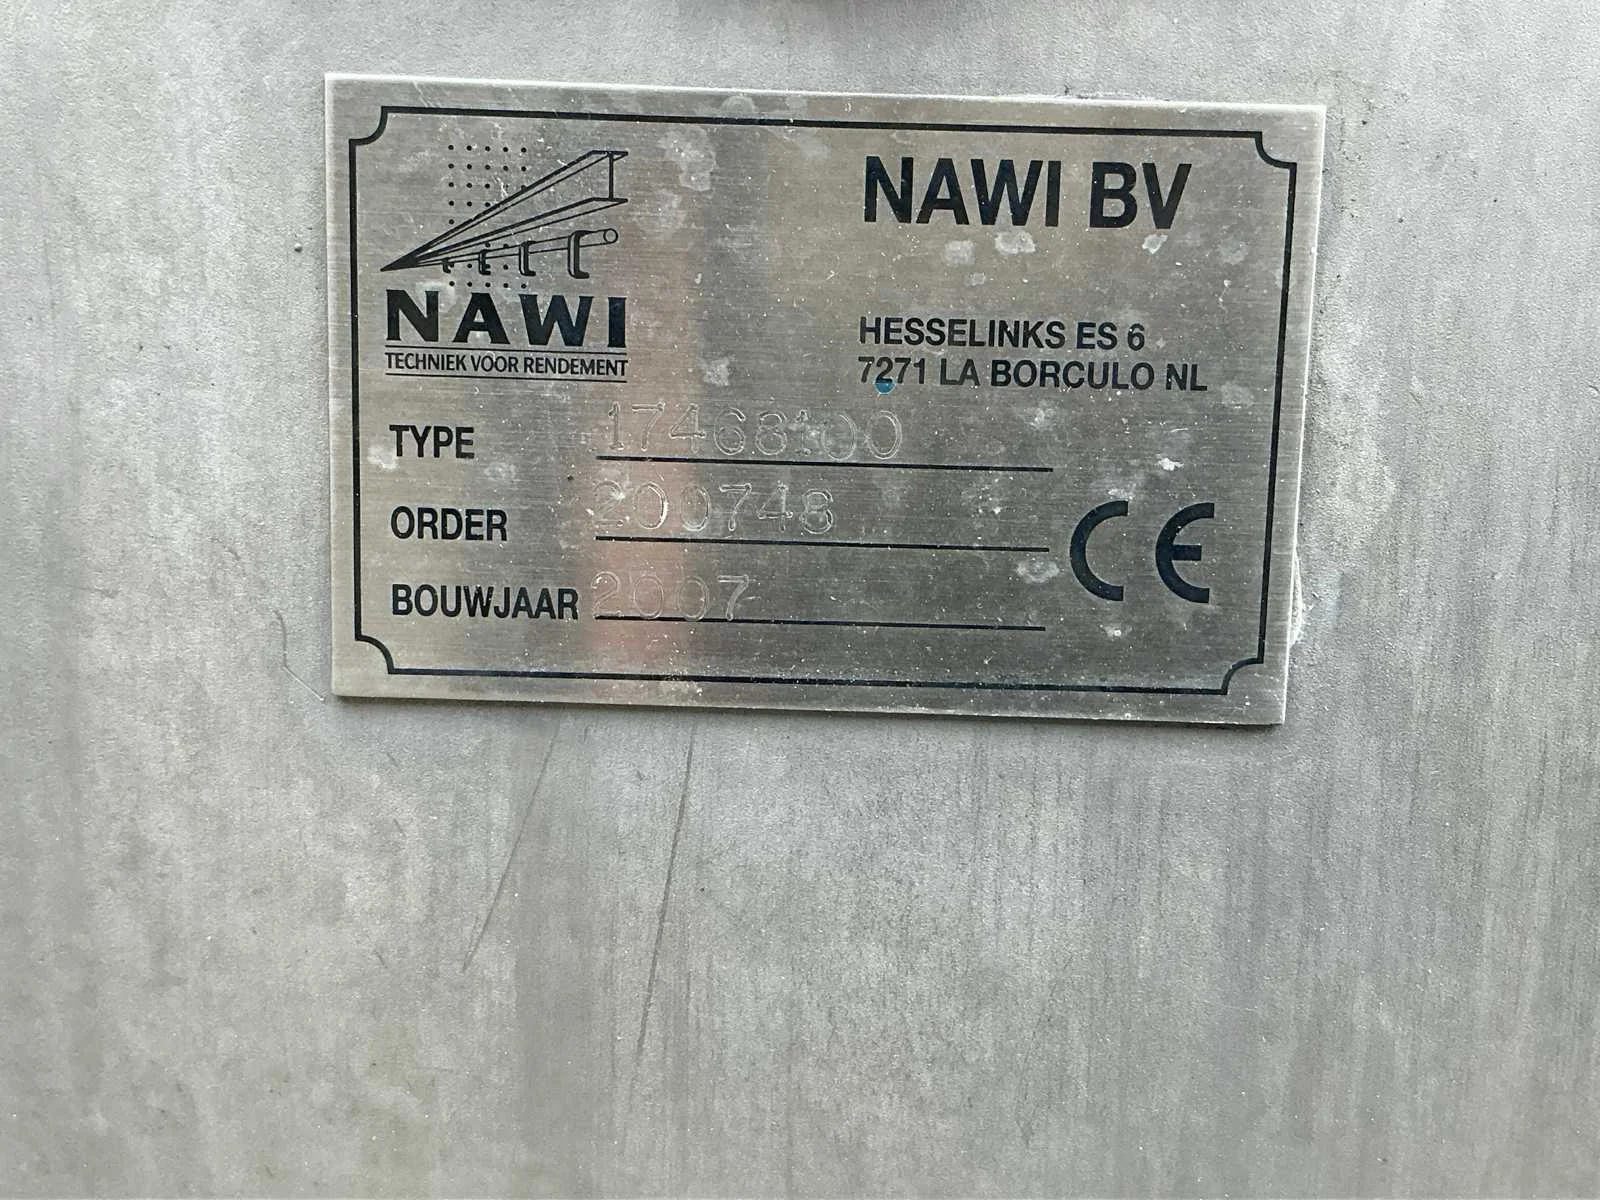 NAWI BV
NAWI
TECHNIEK VOOR RENDEMENT
HESSELINKS ES 6
7271 LA BORCULO NL
TYPE 17468100
ORDER 200748
BOUWJAAR 2007
CE